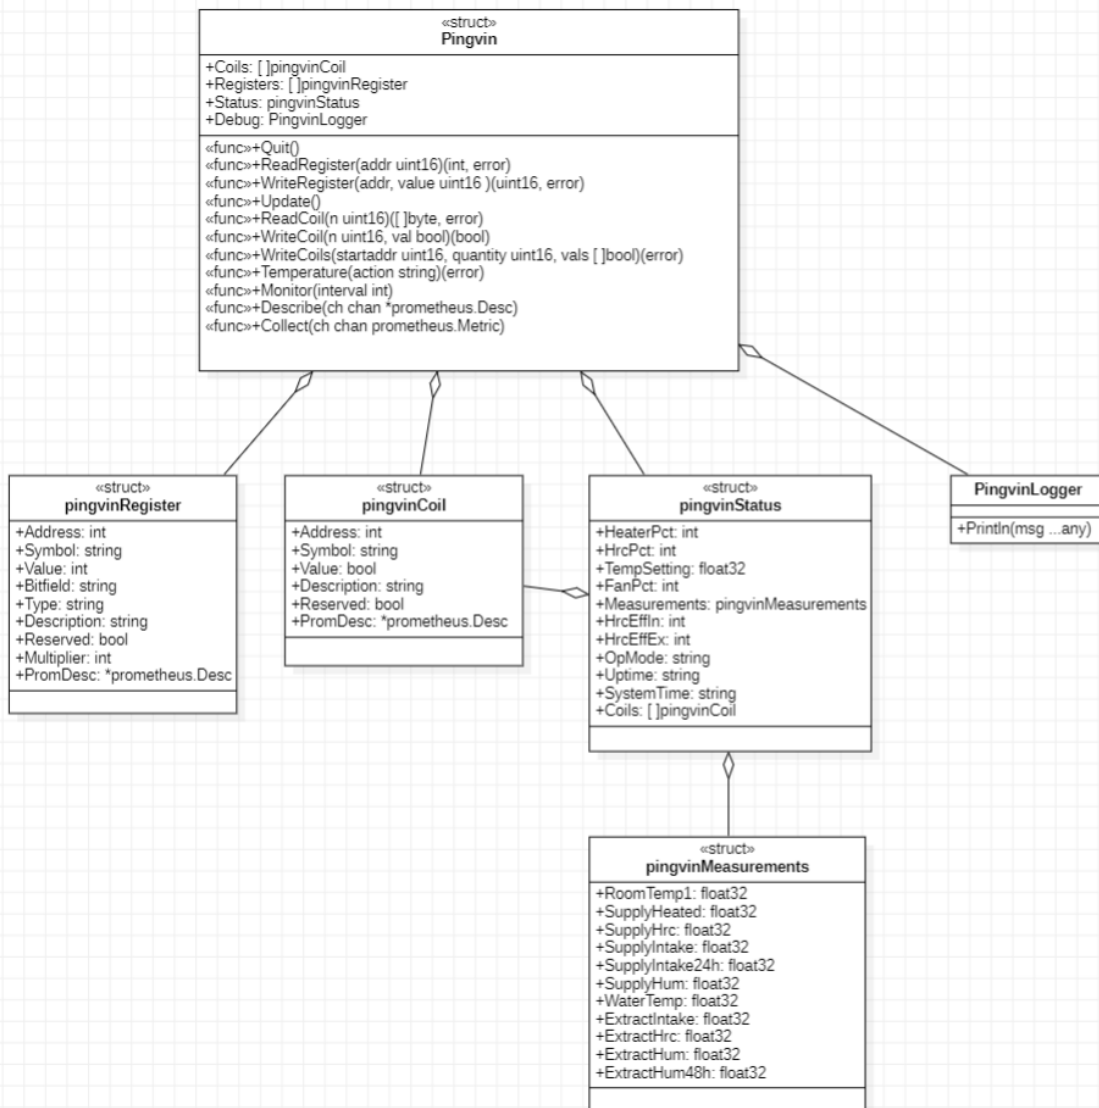 «struct»
Pingvin
+Coils: [ ]pingvinCoil
+Registers: [ ]pingvinRegister
+Status: pingvinStatus
+Debug: PingvinLogger
«func»+Quit()
«func»+ReadRegister(addr uint16)(int, error)
«func»+WriteRegister(addr, value uint16 )(uint16, error)
«func»+Update()
«func»+ReadCoil(n uint16)([ ]byte, error)
«func»+WriteCoil(n uint16, val bool)(bool)
«func»+WriteCoils(startaddr uint16, quantity uint16, vals [ ]bool)(error)
«func»+Temperature(action string)(error)
«func»+Monitor(interval int)
«func»+Describe(ch chan *prometheus.Desc)
«func»+Collect(ch chan prometheus.Metric)
«struct»
pingvinRegister
+Address: int
+Symbol: string
+Value: int
+Bitfield: string
+Type: string
+Description: string
+Reserved: bool
+Multiplier: int
+PromDesc: *prometheus.Desc
«struct»
pingvinCoil
+Address: int
+Symbol: string
+Value: bool
+Description: string
+Reserved: bool
+PromDesc: *prometheus.Desc
«struct»
pingvinStatus
+HeaterPct: int
+HrcPct: int
+TempSetting: float32
+FanPct: int
+Measurements: pingvinMeasurements
+HrcEffIn: int
+HrcEffEx: int
+OpMode: string
+Uptime: string
+SystemTime: string
+Coils: [ ]pingvinCoil
PingvinLogger
+Println(msg ...any)
«struct»
pingvinMeasurements
+RoomTemp1: float32
+SupplyHeated: float32
+SupplyHrc: float32
+SupplyIntake: float32
+SupplyIntake24h: float32
+SupplyHum: float32
+WaterTemp: float32
+ExtractIntake: float32
+ExtractHrc: float32
+ExtractHum: float32
+ExtractHum48h: float32